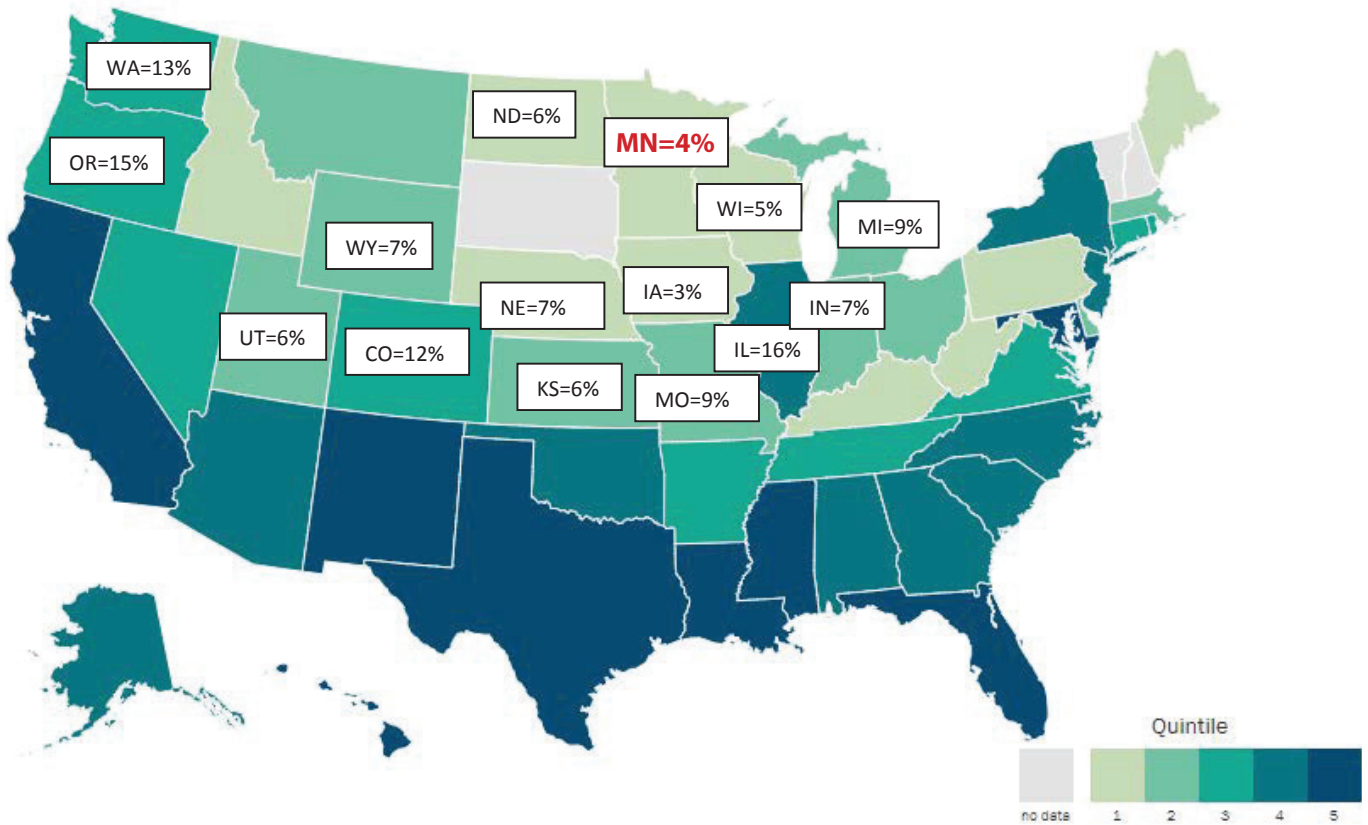 WA=13%
ND=6%
MN=4%
OR=15%
WI=5%
MI=9%
WY=7%
IA=3%
NE=7%
IN=7%
UT=6%
CO=12%
IL=16%
KS=6%
MO=9%
Quintile
no data 1 2 3 4 5